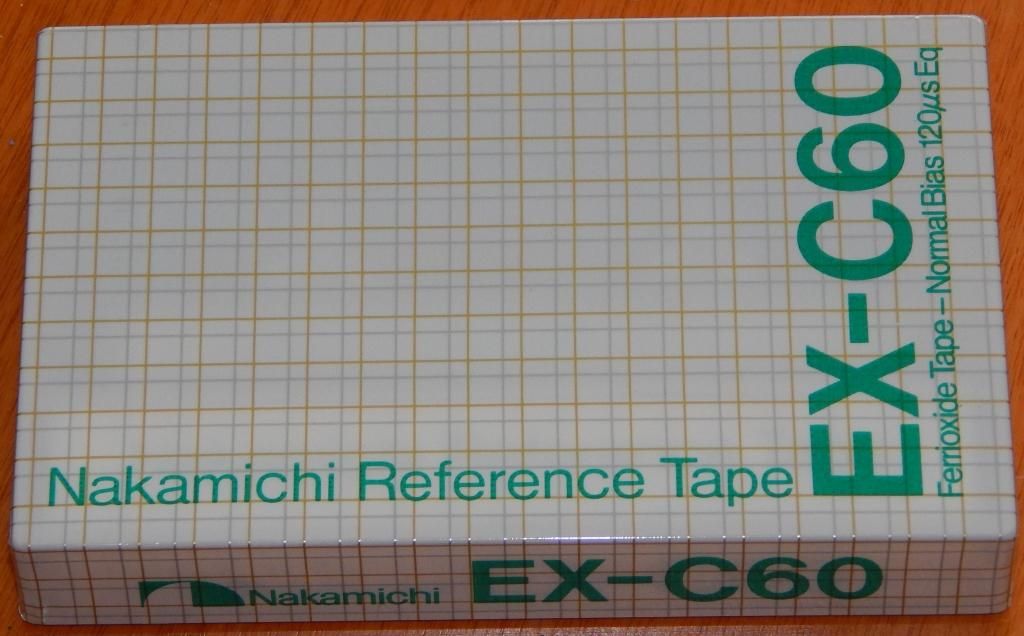 Nakamichi Reference Tape
EX-C60
Ferrioxide Tape – Normal Bias 120µs Eq
Nakamichi EX-C60